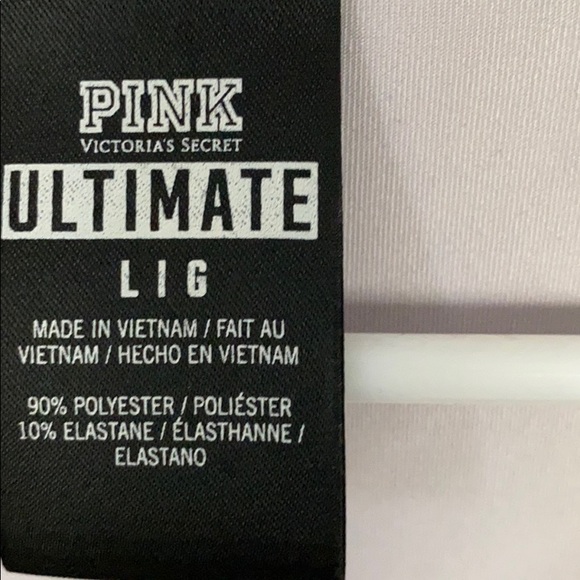 PINK
VICTORIA'S SECRET
ULTIMATE
L I G
MADE IN VIETNAM / FAIT AU
VIETNAM / HECHO EN VIETNAM
90% POLYESTER / POLIÉSTER
10% ELASTANE / ÉLASTHANNE /
ELASTANO